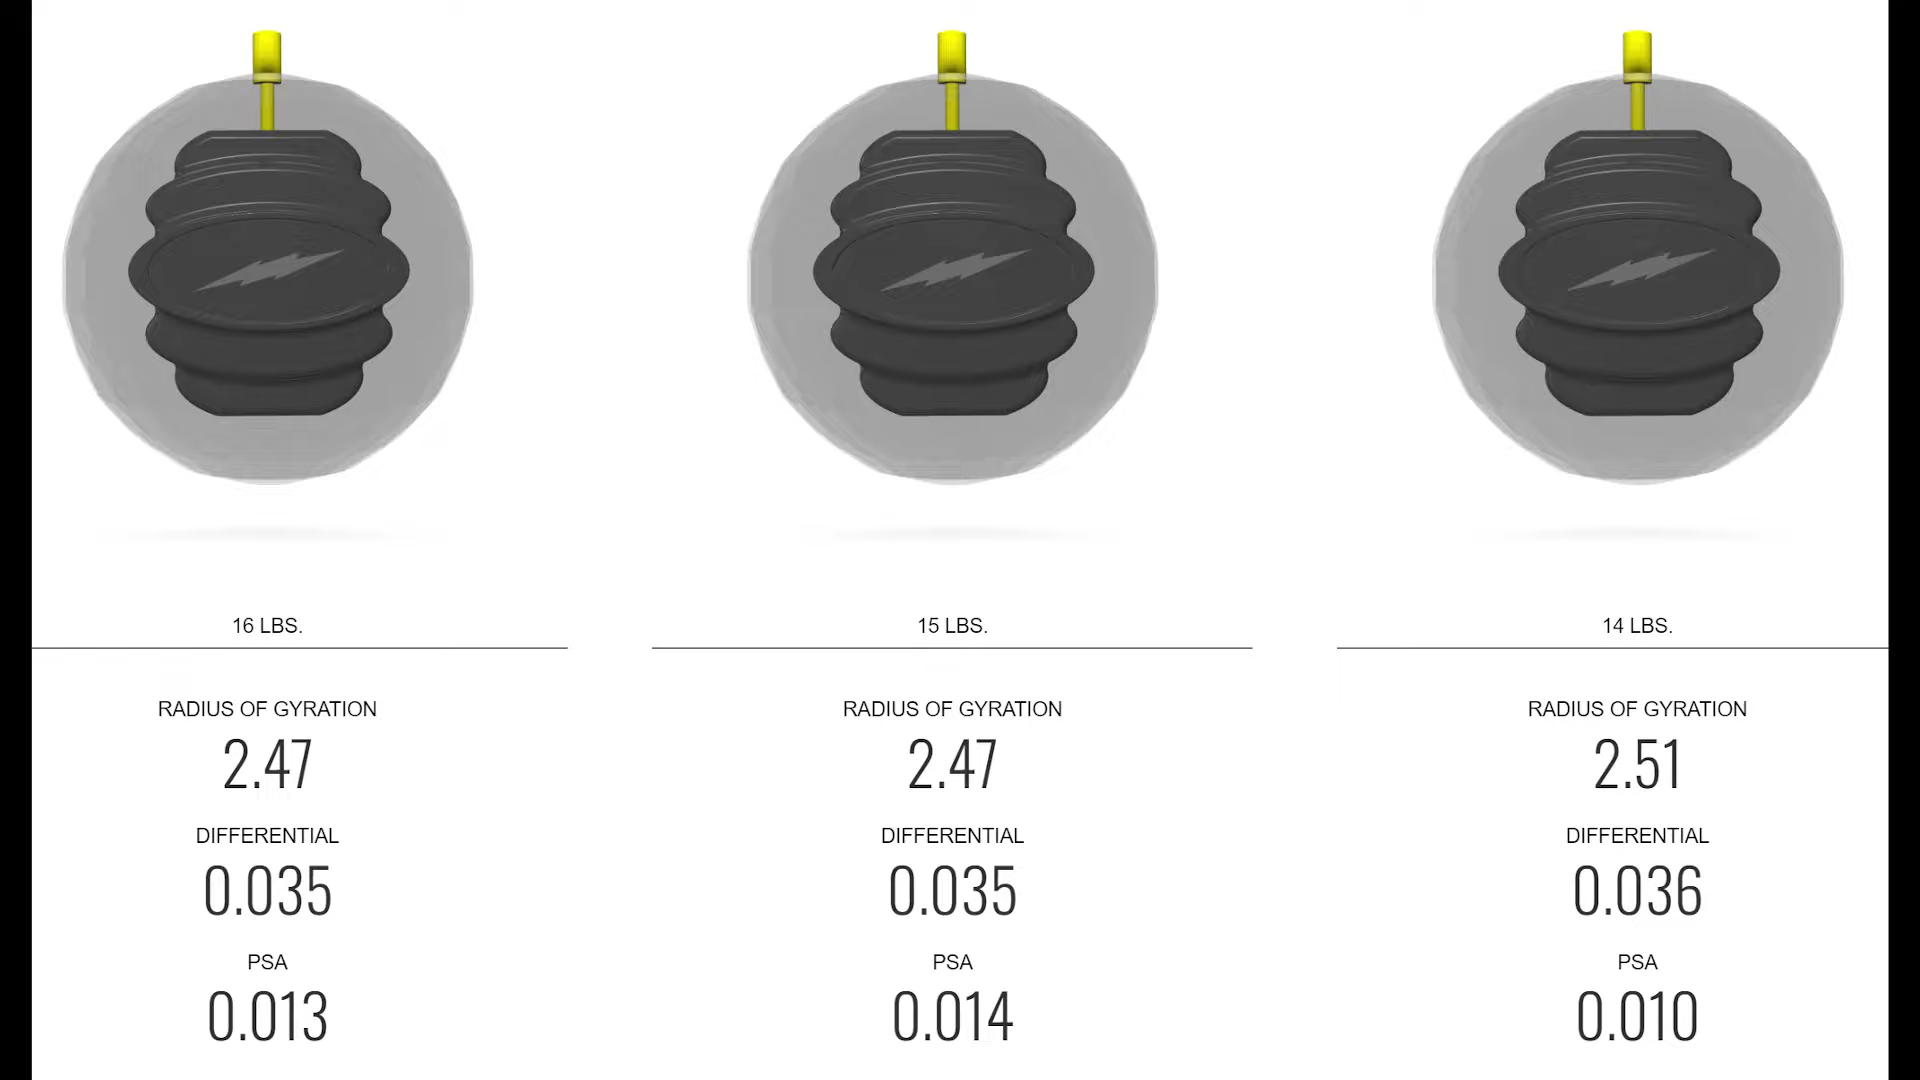 16 LBS.
RADIUS OF GYRATION
2.47
DIFFERENTIAL
0.035
PSA
0.013
15 LBS.
RADIUS OF GYRATION
2.47
DIFFERENTIAL
0.035
PSA
0.014
14 LBS.
RADIUS OF GYRATION
2.51
DIFFERENTIAL
0.036
PSA
0.010